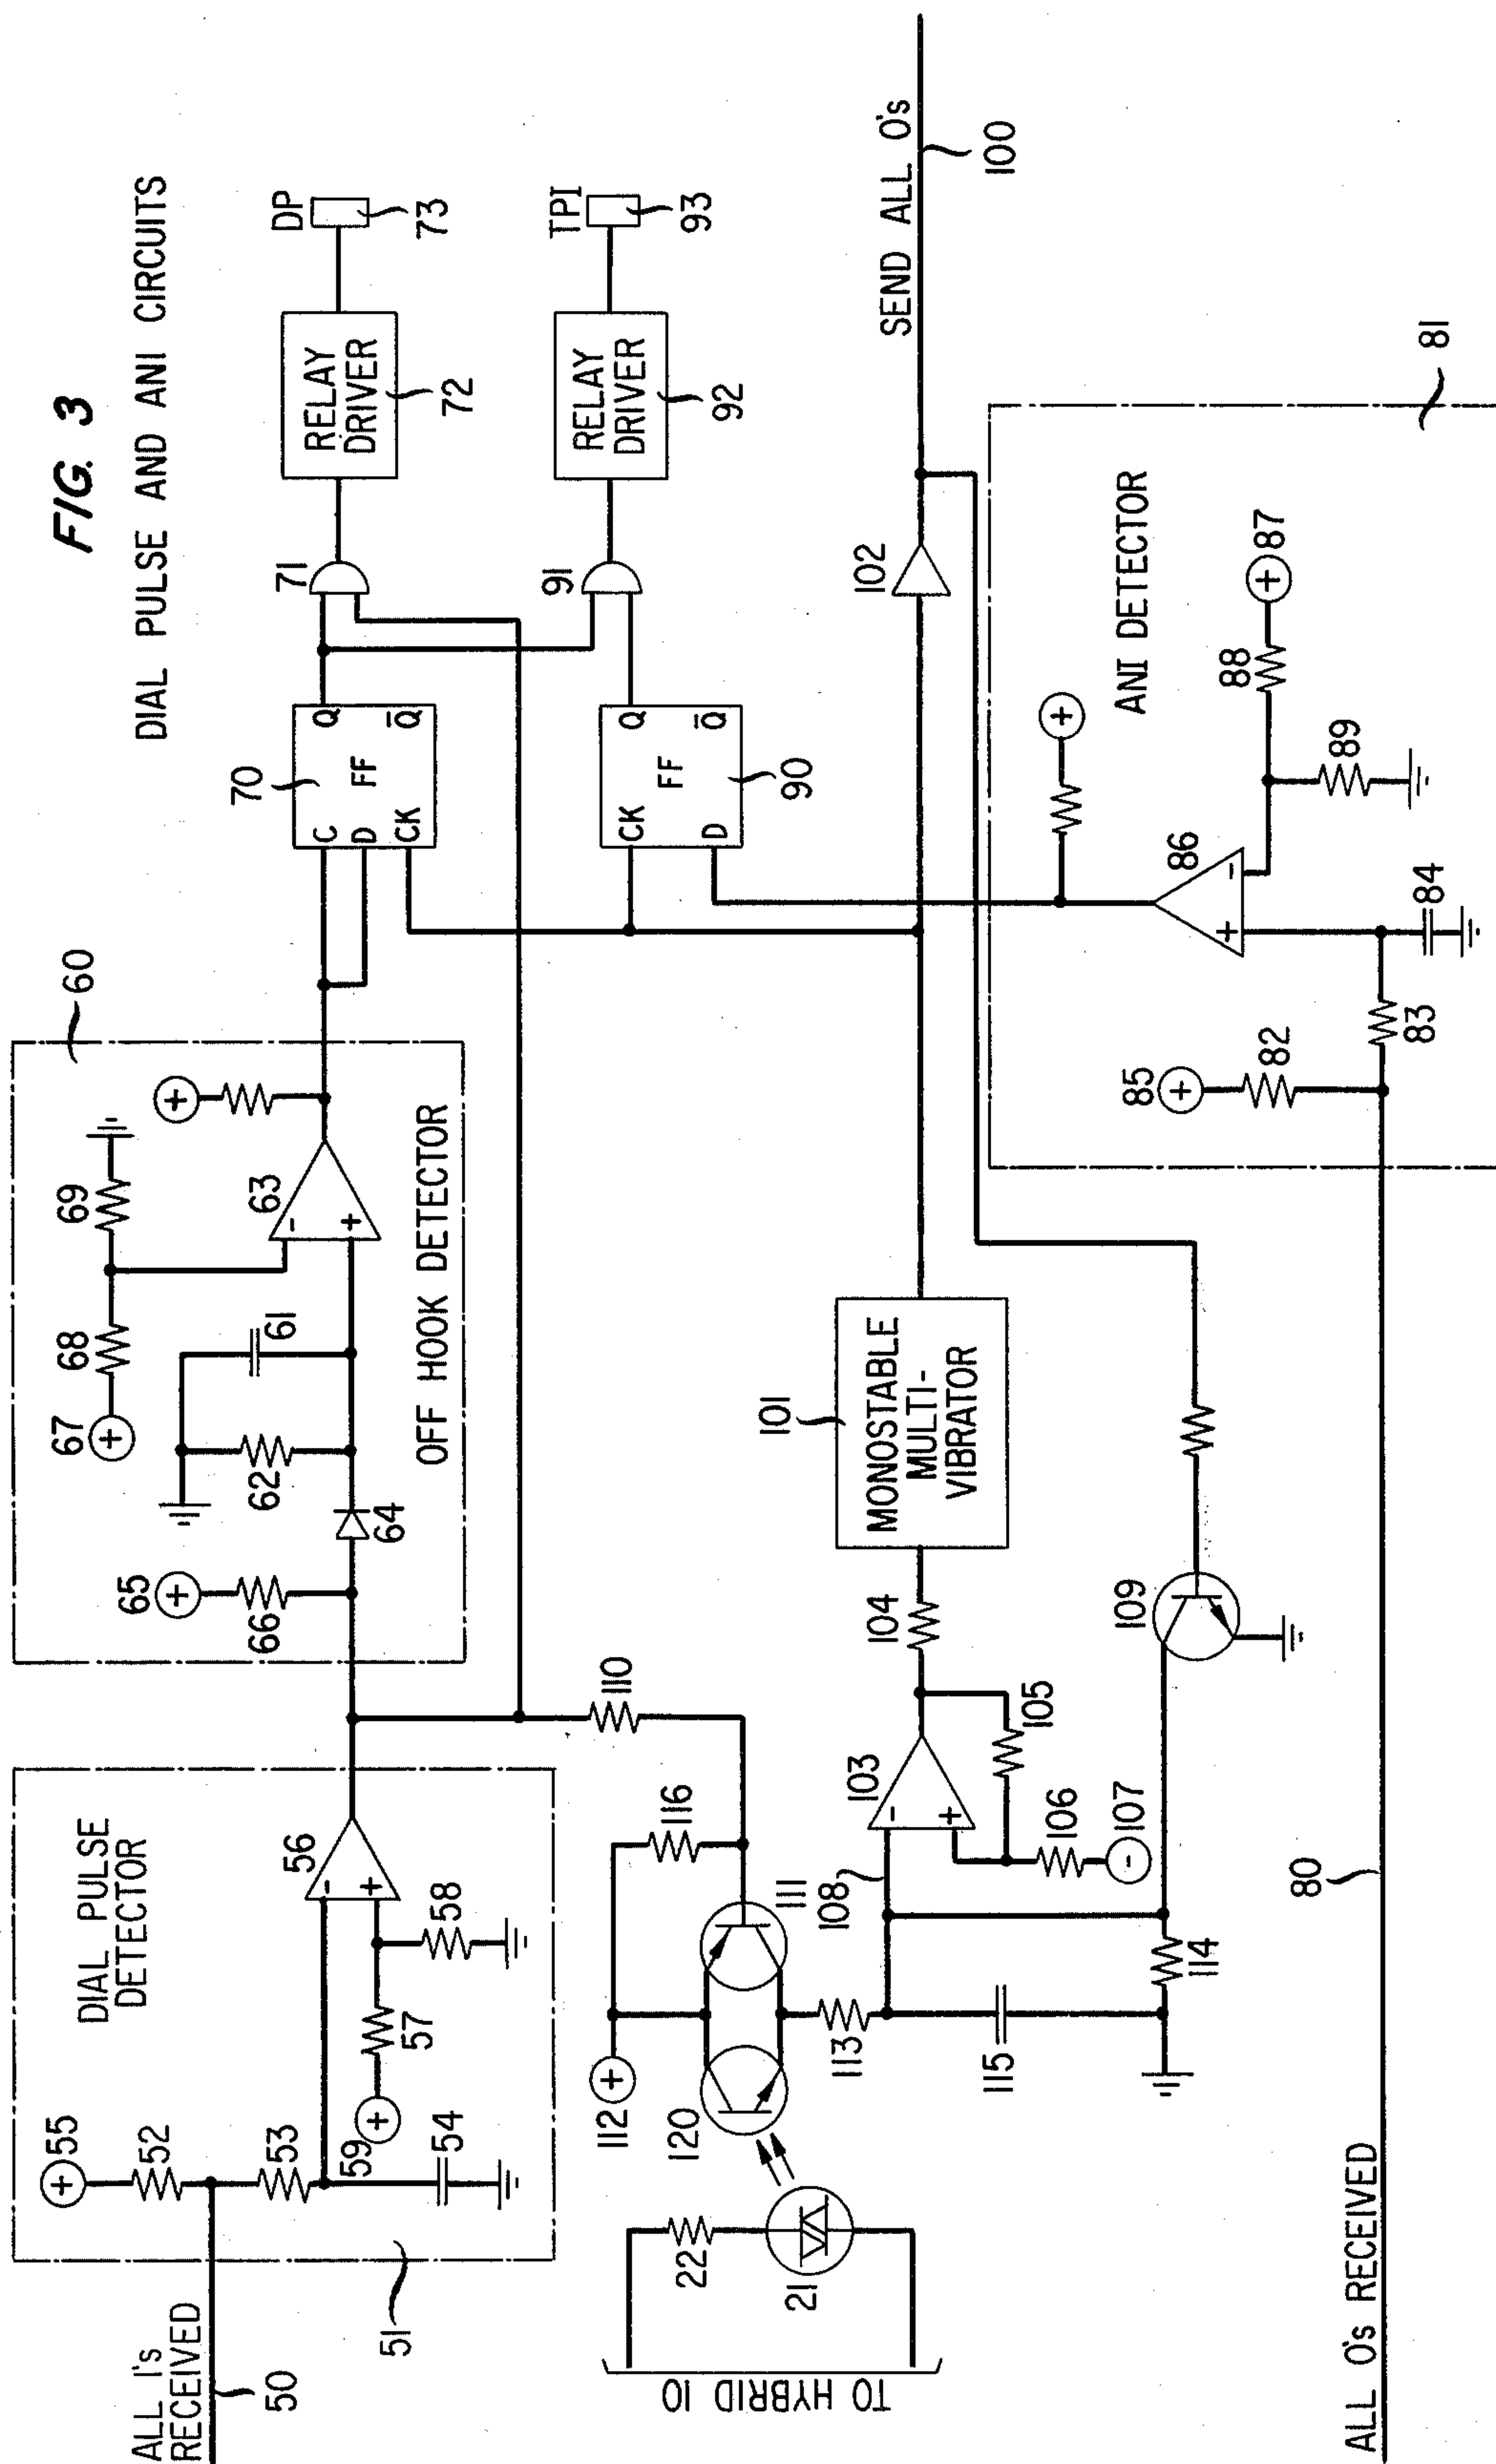 FIG. 3
DIAL PULSE AND ANI CIRCUITS
60
67
+
68
69
65
+
66
62
61
+
63
-
+
64
OFF HOOK DETECTOR
DIAL PULSE
DETECTOR
55
+
52
53
56
-
+
58
57
59
+
54
51
ALL 1's
RECEIVED
50
70
C
D
CK
FF
Q
Q̅
71
RELAY
DRIVER
72
DP
73
90
CK
D
FF
Q
Q̅
91
RELAY
DRIVER
92
TPI
93
110
116
111
112
+
120
113
115
114
108
22
21
TO HYBRID 10
103
-
+
104
105
106
107
-
101
MONOSTABLE
MULTI-
VIBRATOR
109
102
SEND ALL 0's
100
ANI DETECTOR
81
+
86
+
-
87
+
88
89
84
83
82
85
+
80
ALL 0's RECEIVED